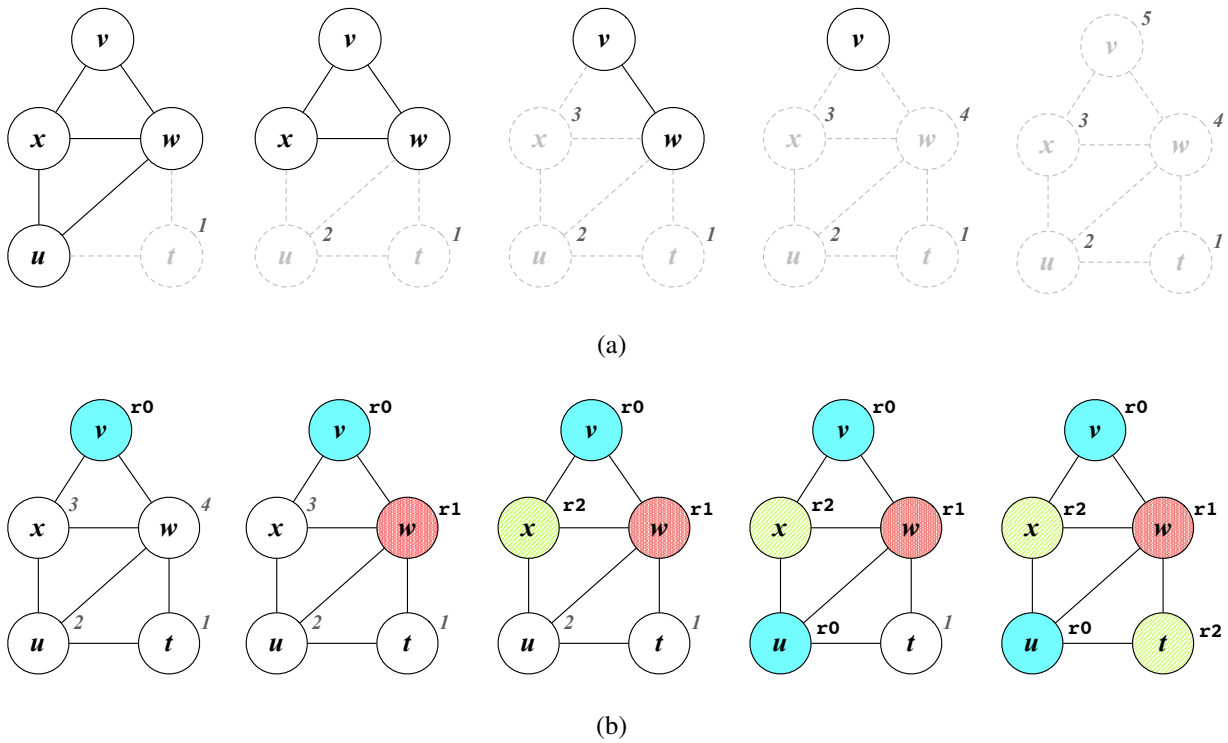 v v v v v 5
x w x w x 3 w x 3 w 4 x 3 w 4
u t 1 u 2 t 1 u 2 t 1 u 2 t 1 u 2 t 1
(a)
v r0 v r0 v r0 v r0 v r0
x 3 w 4 x 3 w r1 x r2 w r1 x r2 w r1 x r2 w r1
u 2 t 1 u 2 t 1 u 2 t 1 u r0 t 1 u r0 t r2
(b)